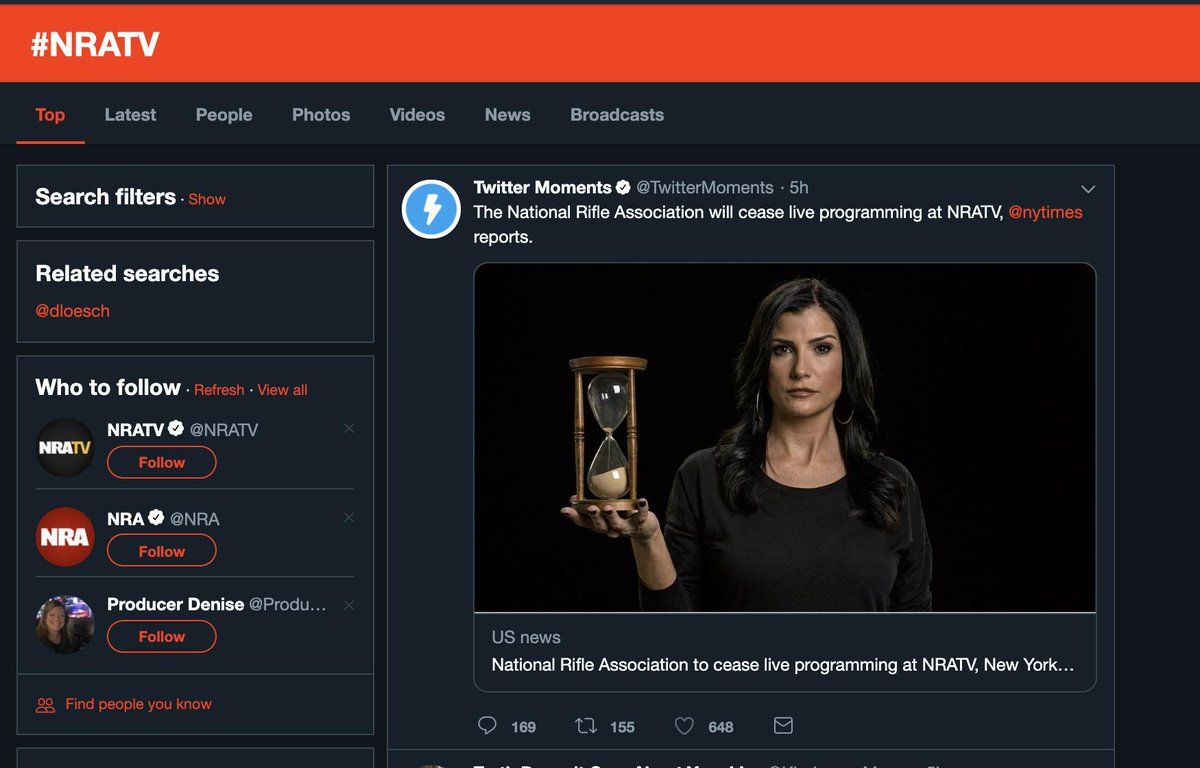 #NRATV
Top Latest People Photos Videos News Broadcasts
Search filters · Show
Related searches
@dloesch
Who to follow · Refresh · View all
NRATV
NRATV @NRATV
Follow
NRA
NRA @NRA
Follow
Producer Denise @Produ...
Follow
Find people you know
Twitter Moments @TwitterMoments · 5h
The National Rifle Association will cease live programming at NRATV, @nytimes
reports.
US news
National Rifle Association to cease live programming at NRATV, New York...
169 155 648